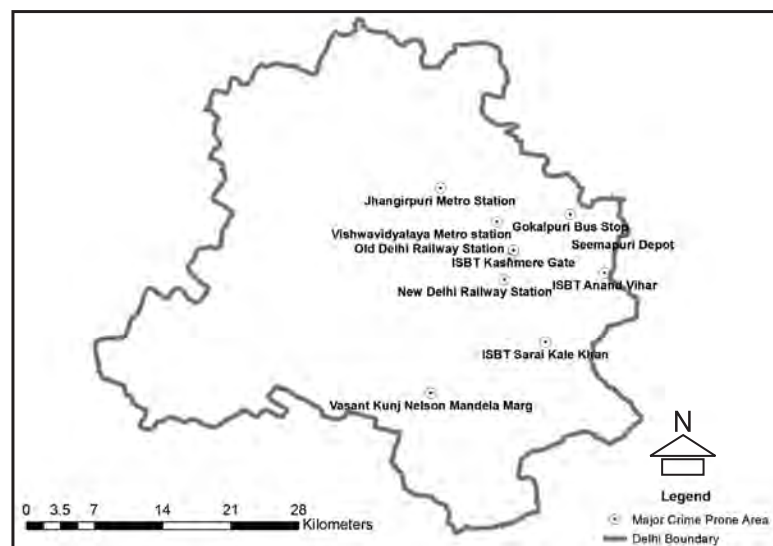 Jhangirpuri Metro Station
Gokalpuri Bus Stop
Vishwavidyalaya Metro station
Seemapuri Depot
Old Delhi Railway Station
ISBT Kashmere Gate
ISBT Anand Vihar
New Delhi Railway Station
ISBT Sarai Kale Khan
Vasant Kunj Nelson Mandela Marg
N
Legend
0 3.5 7 14 21 28
Kilometers
Major Crime Prone Area
Delhi Boundary